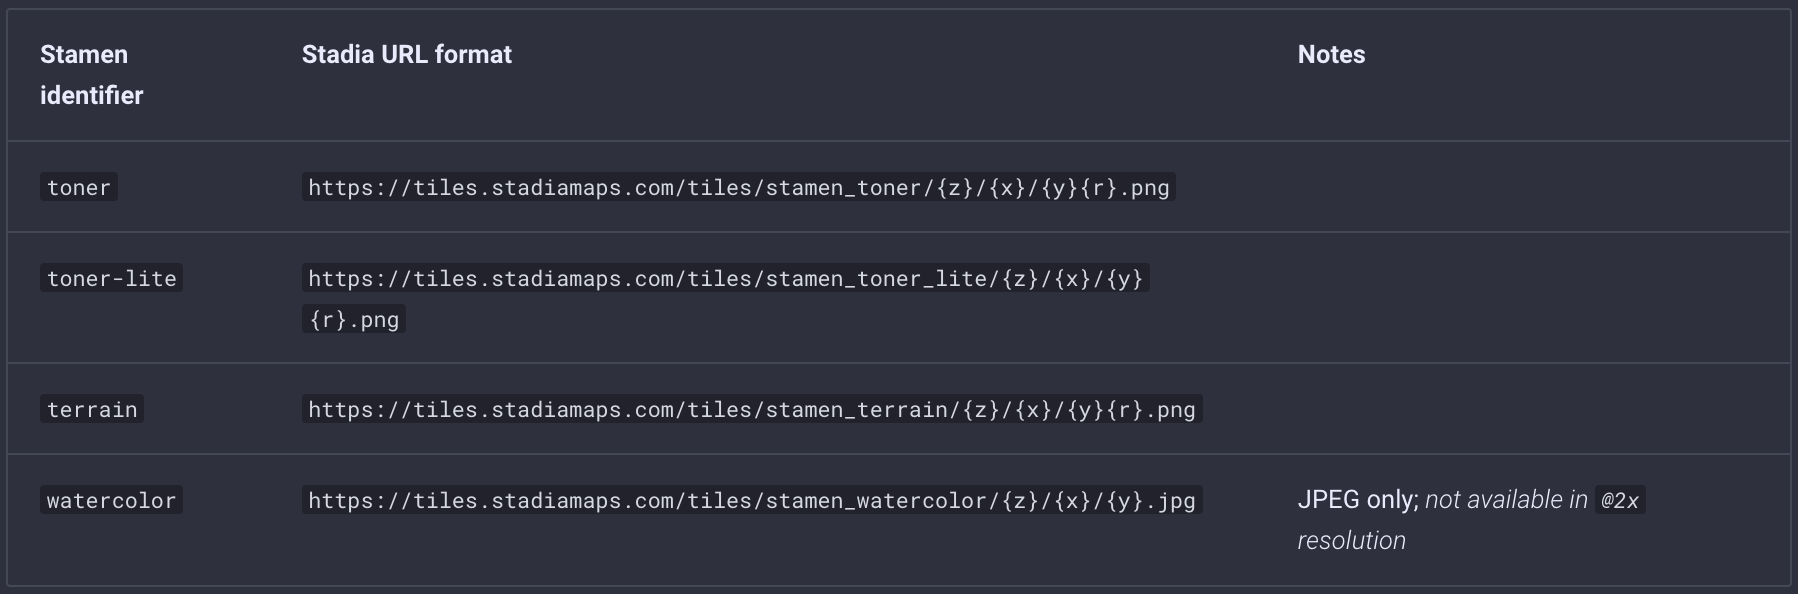 Stamen identifier
Stadia URL format
Notes
toner
https://tiles.stadiamaps.com/tiles/stamen_toner/{z}/{x}/{y}{r}.png
toner-lite
https://tiles.stadiamaps.com/tiles/stamen_toner_lite/{z}/{x}/{y}
{r}.png
terrain
https://tiles.stadiamaps.com/tiles/stamen_terrain/{z}/{x}/{y}{r}.png
watercolor
https://tiles.stadiamaps.com/tiles/stamen_watercolor/{z}/{x}/{y}.jpg
JPEG only; not available in @2x
resolution